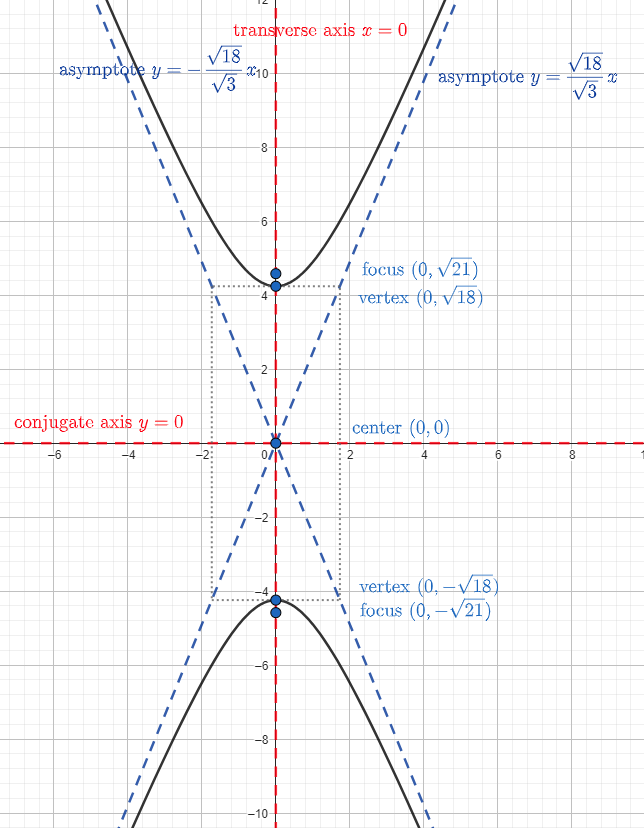 12
transverse axis x = 0
asymptote y = −√18/√3 x
10
asymptote y = √18/√3 x
8
6
focus (0, √21)
vertex (0, √18)
4
2
conjugate axis y = 0
center (0, 0)
−6 −4 −2 0 2 4 6 8 1
−2
−4
vertex (0, −√18)
focus (0, −√21)
−6
−8
−10